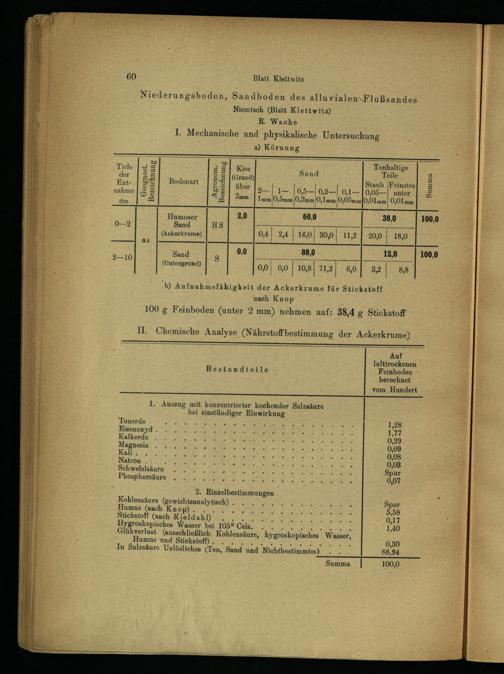 60 Blatt Klettwitz
Niederungsboden, Sandboden des alluvialen Flußsandes
Niemtsch (Blatt Klettwitz)
R. Wache
I. Mechanische und physikalische Untersuchung
a) Körnung
Tiefe der Entnahme dm | Geognost. Bezeichnung | Bodenart | Agronom. Bezeichnung | Kies (Grand) über 2mm | Sand | Tonhaltige Teile | Summa
2—1mm | 1—0,5mm | 0,5—0,2mm | 0,2—0,1mm | 0,1—0,05mm | Staub 0,05—0,01mm | Feinstes unter 0,01mm
0—2 | as | Humoser Sand (Ackerkrume) | HS | 2,0 | 60,0 | 38,0 | 100,0
0,4 | 2,4 | 16,0 | 30,0 | 11,2 | 20,0 | 18,0
2—10 | Sand (Untergrund) | S | 0,0 | 88,0 | 12,0 | 100,0
0,0 | 0,0 | 10,8 | 71,2 | 6,0 | 3,2 | 8,8
b) Aufnahmefähigkeit der Ackerkrume für Stickstoff
nach Knop
100 g Feinboden (unter 2 mm) nehmen auf: 38,4 g Stickstoff
II. Chemische Analyse (Nährstoffbestimmung der Ackerkrume)
Bestandteile | Auf lufttrockenen Feinboden berechnet vom Hundert
1. Auszug mit konzentrierter kochender Salzsäure
bei einstündiger Einwirkung
Tonerde 1,28
Eisenoxyd 1,77
Kalkerde 0,29
Magnesia 0,09
Kali 0,08
Natron 0,03
Schwefelsäure Spur
Phosphorsäure 0,07
2. Einzelbestimmungen
Kohlensäure (gewichtsanalytisch) Spur
Humus (nach Knop) 5,58
Stickstoff (nach Kjeldahl) 0,17
Hygroskopisches Wasser bei 105° Cels. 1,40
Glühverlust (ausschließlich Kohlensäure, hygroskopisches Wasser,
Humus und Stickstoff) 0,30
In Salzsäure Unlösliches (Ton, Sand und Nichtbestimmtes) 88,94
Summa 100,0